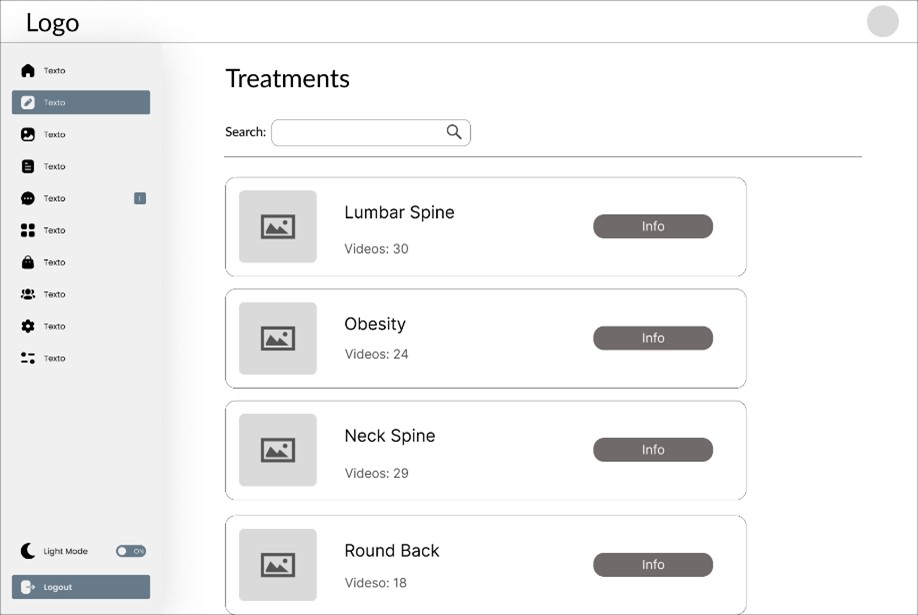 Logo
Texto
Texto
Texto
Texto
Texto
Texto
Texto
Texto
Texto
Texto
Light Mode
ON
Logout
Treatments
Search:
Lumbar Spine
Videos: 30
Info
Obesity
Videos: 24
Info
Neck Spine
Videos: 29
Info
Round Back
Videso: 18
Info